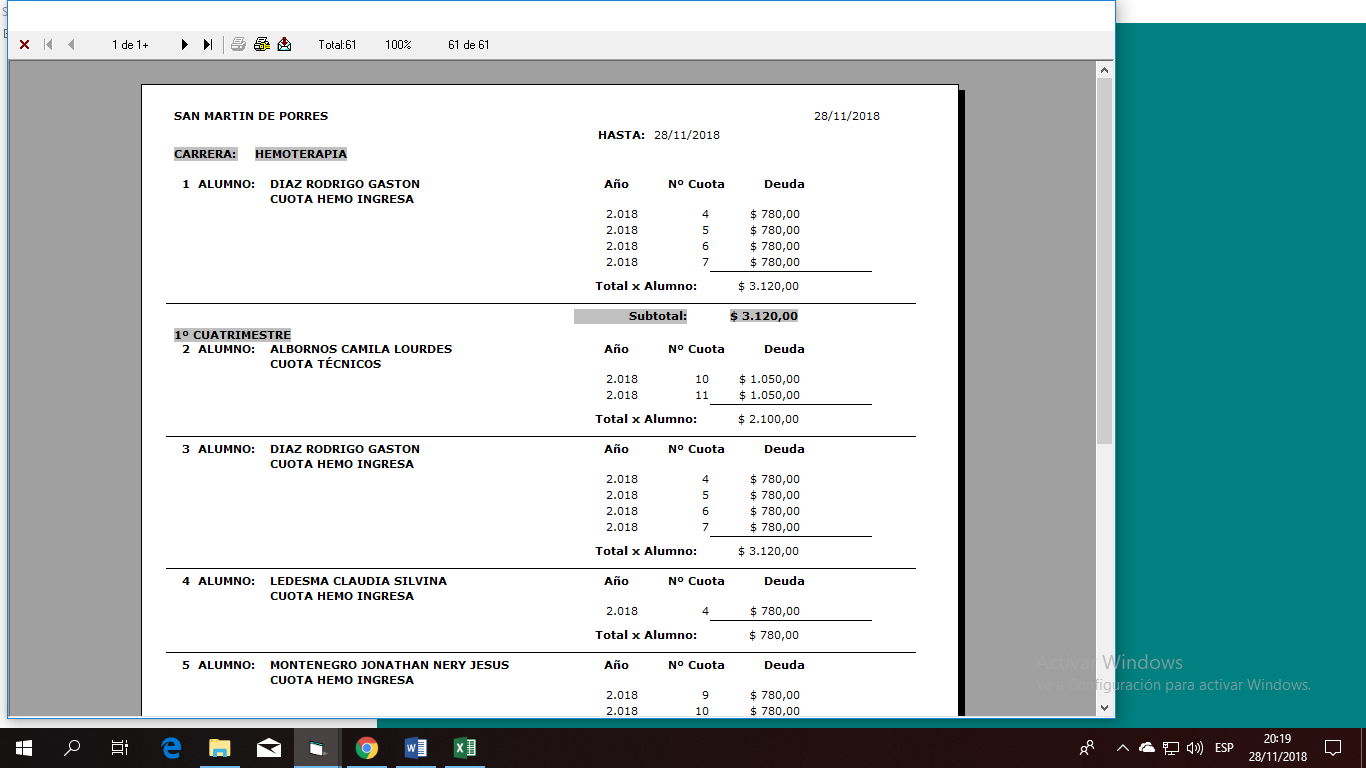 1 de 1+ Total:61 100% 61 de 61
SAN MARTIN DE PORRES 28/11/2018
HASTA: 28/11/2018
CARRERA: HEMOTERAPIA
1 ALUMNO: DIAZ RODRIGO GASTON Año Nº Cuota Deuda
CUOTA HEMO INGRESA
2.018 4 $ 780,00
2.018 5 $ 780,00
2.018 6 $ 780,00
2.018 7 $ 780,00
Total x Alumno: $ 3.120,00
Subtotal: $ 3.120,00
1º CUATRIMESTRE
2 ALUMNO: ALBORNOS CAMILA LOURDES Año Nº Cuota Deuda
CUOTA TÉCNICOS
2.018 10 $ 1.050,00
2.018 11 $ 1.050,00
Total x Alumno: $ 2.100,00
3 ALUMNO: DIAZ RODRIGO GASTON Año Nº Cuota Deuda
CUOTA HEMO INGRESA
2.018 4 $ 780,00
2.018 5 $ 780,00
2.018 6 $ 780,00
2.018 7 $ 780,00
Total x Alumno: $ 3.120,00
4 ALUMNO: LEDESMA CLAUDIA SILVINA Año Nº Cuota Deuda
CUOTA HEMO INGRESA
2.018 4 $ 780,00
Total x Alumno: $ 780,00
5 ALUMNO: MONTENEGRO JONATHAN NERY JESUS Año Nº Cuota Deuda
CUOTA HEMO INGRESA
2.018 9 $ 780,00
2.018 10 $ 780,00
Activar Windows
Ve a Configuración para activar Windows.
ESP 20:19
28/11/2018